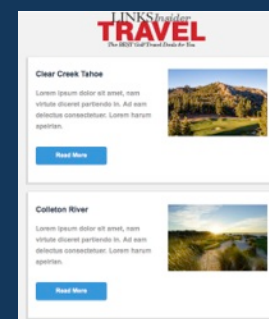 LINKS Insider
TRAVEL
The BEST Golf Travel Deals for You
Clear Creek Tahoe
Lorem ipsum dolor sit amet, nam
virtute diceret partiendo in. Ad eam
delectus consectetuer. Lorem harum
apeirian.
Read More
Colleton River
Lorem ipsum dolor sit amet, nam
virtute diceret partiendo in. Ad eam
delectus consectetuer. Lorem harum
apeirian.
Read More